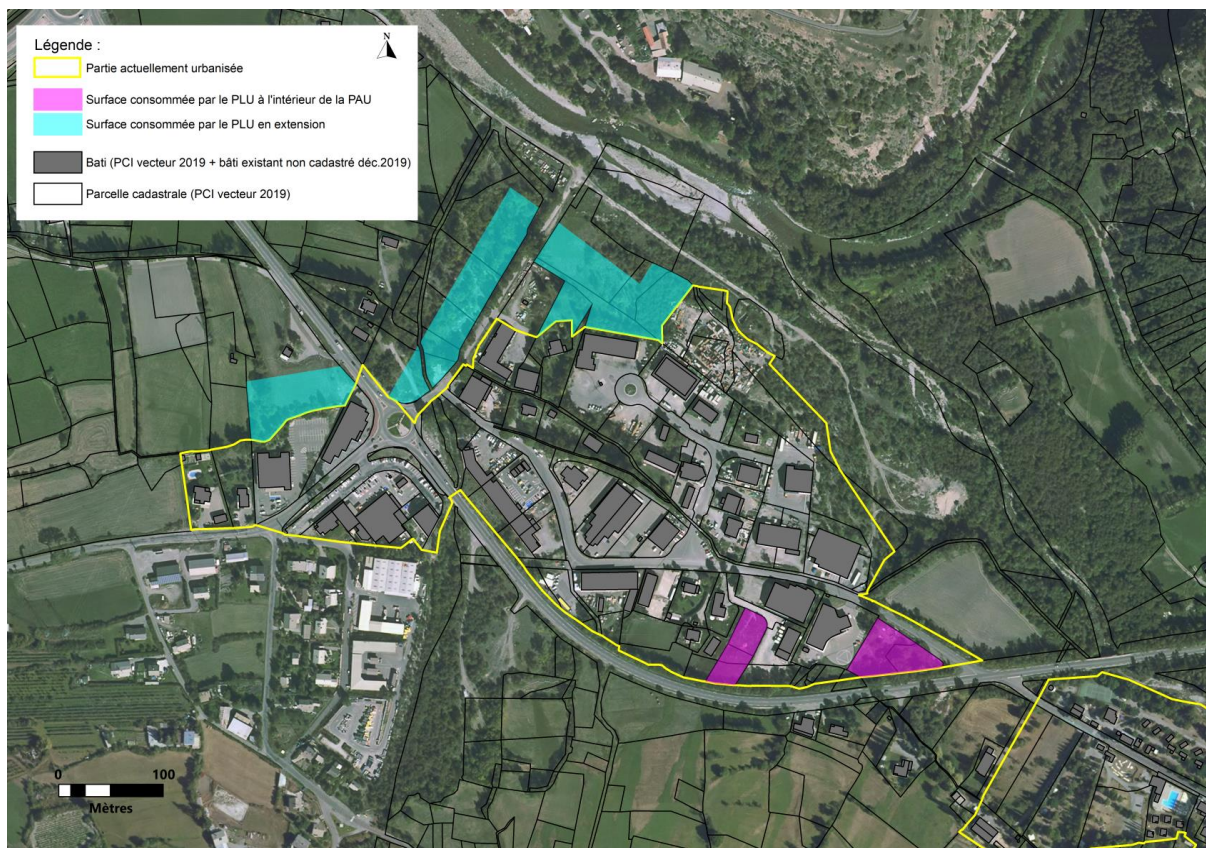 Légende :
N
Partie actuellement urbanisée
Surface consommée par le PLU à l'intérieur de la PAU
Surface consommée par le PLU en extension
Bati (PCI vecteur 2019 + bâti existant non cadastré déc.2019)
Parcelle cadastrale (PCI vecteur 2019)
0 100
Mètres